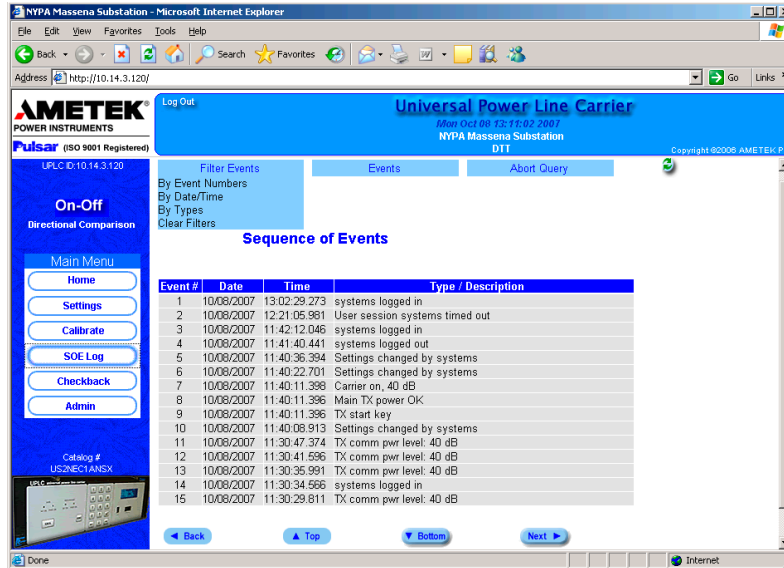 NYPA Massena Substation - Microsoft Internet Explorer
File Edit View Favorites Tools Help
Back Search Favorites
Address http://10.14.3.120/ Go Links
AMETEK®
POWER INSTRUMENTS
Pulsar (ISO 9001 Registered)
Log Out
Universal Power Line Carrier
Mon Oct 08 13:11:02 2007
NYPA Massena Substation
DTT
Copyright ©2006 AMETEK P
UPLC ID:10.14.3.120
On-Off
Directional Comparison
Main Menu
Home
Settings
Calibrate
SOE Log
Checkback
Admin
Catalog #
US2NEC1ANSX
Filter Events Events Abort Query
By Event Numbers
By Date/Time
By Types
Clear Filters
Sequence of Events
Event # Date Time Type / Description
1 10/08/2007 13:02:29.273 systems logged in
2 10/08/2007 12:21:05.981 User session systems timed out
3 10/08/2007 11:42:12.046 systems logged in
4 10/08/2007 11:41:40.441 systems logged out
5 10/08/2007 11:40:36.394 Settings changed by systems
6 10/08/2007 11:40:22.701 Settings changed by systems
7 10/08/2007 11:40:11.398 Carrier on, 40 dB
8 10/08/2007 11:40:11.396 Main TX power OK
9 10/08/2007 11:40:11.396 TX start key
10 10/08/2007 11:40:08.913 Settings changed by systems
11 10/08/2007 11:30:47.374 TX comm pwr level: 40 dB
12 10/08/2007 11:30:41.596 TX comm pwr level: 40 dB
13 10/08/2007 11:30:35.991 TX comm pwr level: 40 dB
14 10/08/2007 11:30:34.566 systems logged in
15 10/08/2007 11:30:29.811 TX comm pwr level: 40 dB
Back Top Bottom Next
Done Internet